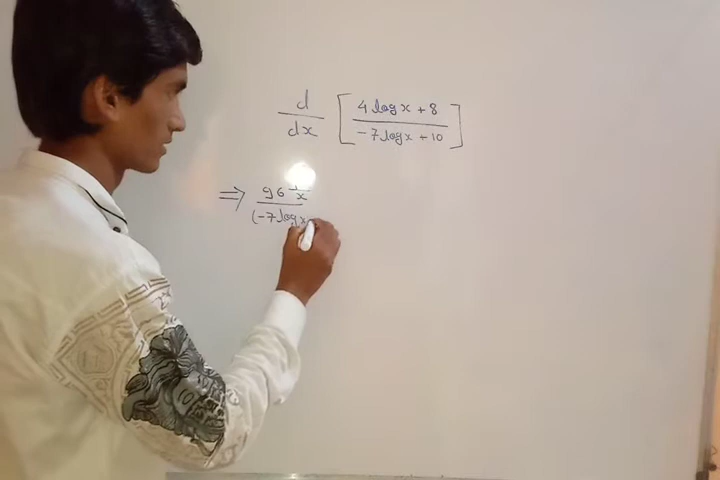 d/dx [ (4 log x + 8) / (-7 log x + 10) ]
⇒ 96 1/x / (-7 log x